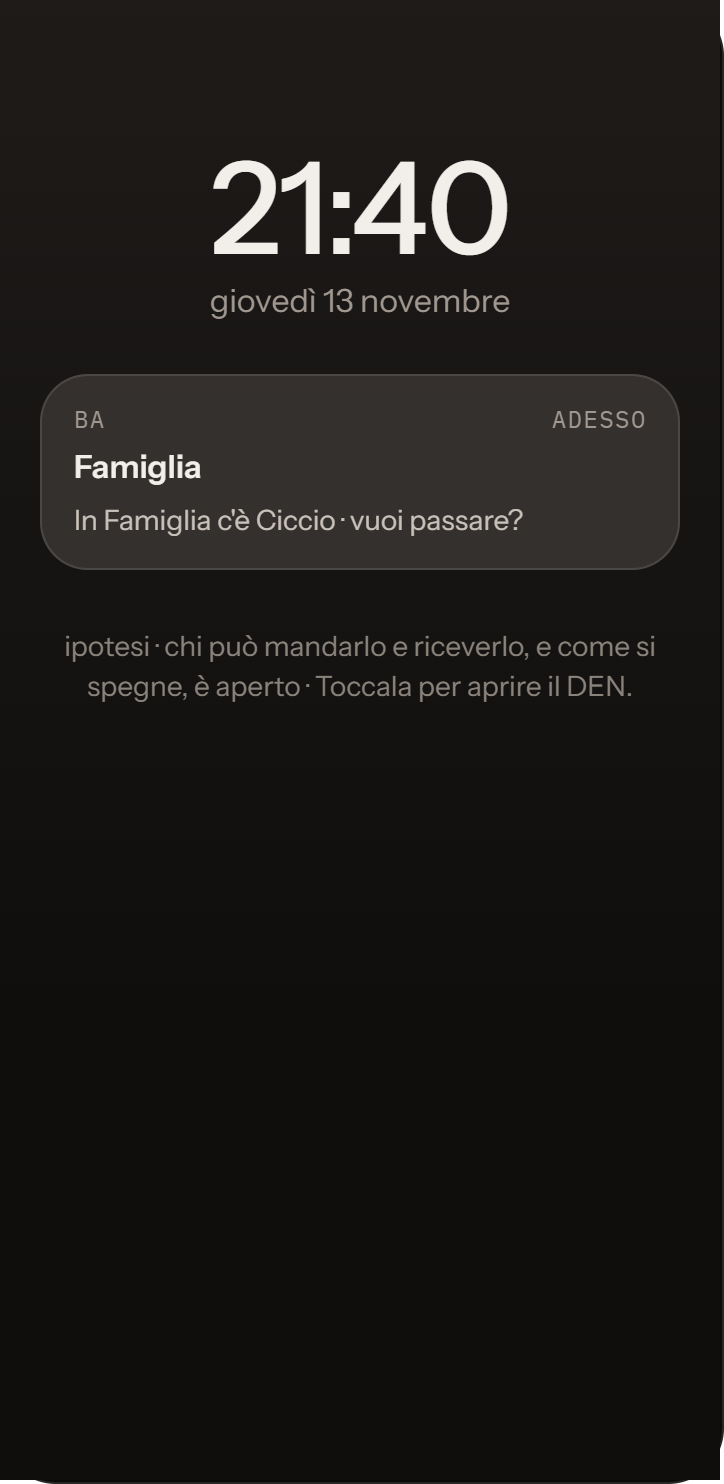 21:40
giovedì 13 novembre
BA ADESSO
Famiglia
In Famiglia c'è Ciccio · vuoi passare?
ipotesi · chi può mandarlo e riceverlo, e come si
spegne, è aperto · Toccala per aprire il DEN.